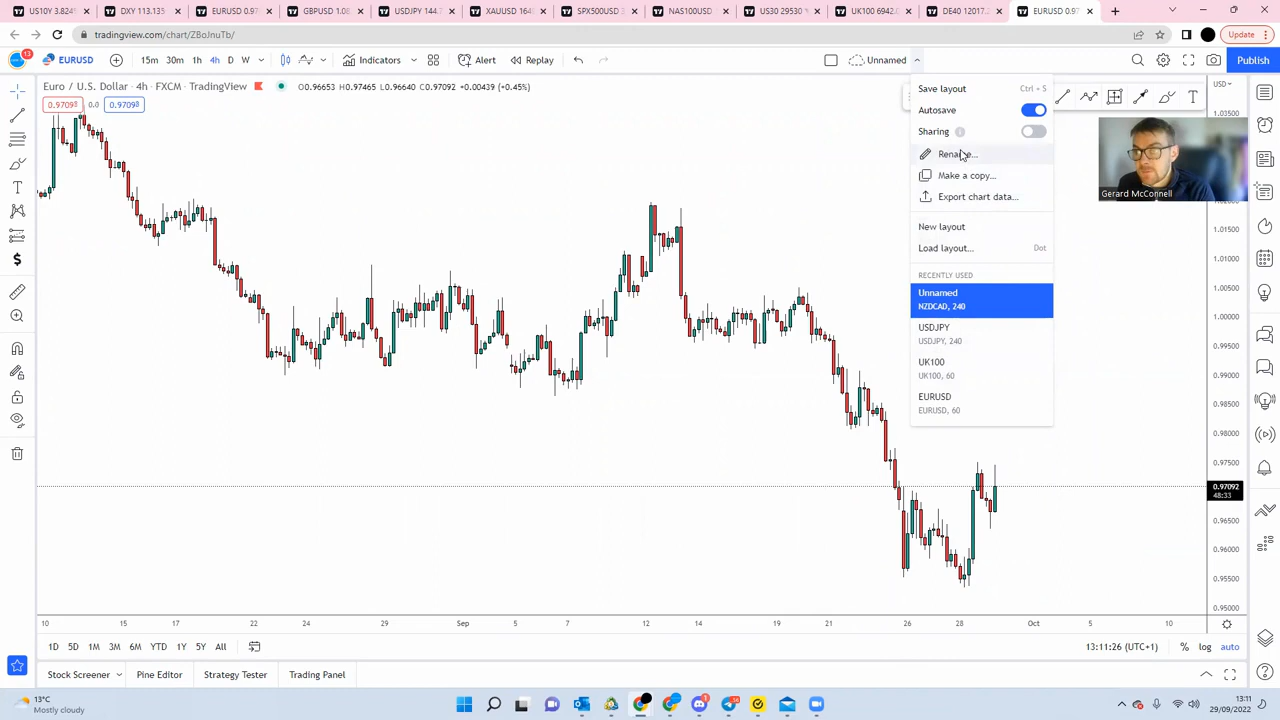 US10Y 3.8241
DXY 113.135
EURUSD 0.97
GBPUSD 1.08
USDJPY 144.7
XAUUSD 164
SPX500USD 3
NAS100USD
US30 29530
UK100 6942.
DE40 12017.
EURUSD 0.97
tradingview.com/chart/ZBoJnuTb/
Update
13
EURUSD
15m 30m 1h 4h D W
Indicators
Alert
Replay
Unnamed
Publish
Euro / U.S. Dollar · 4h · FXCM · TradingView
O0.96653 H0.97465 L0.96640 C0.97092 +0.00439 (+0.45%)
USD
0.97092
0.0
0.97092
Save layout Ctrl + S
Autosave
Sharing
Rename...
Make a copy...
Export chart data...
New layout
Load layout... Dot
RECENTLY USED
Unnamed
NZDCAD, 240
USDJPY
USDJPY, 240
UK100
UK100, 60
EURUSD
EURUSD, 60
Gerard McConnell
1.03500
1.01500
1.01000
1.00500
1.00000
0.99500
0.99000
0.98500
0.98000
0.97500
0.97092
48:33
0.96500
0.96000
0.95500
0.95000
10 15 17 22 24 29 Sep 5 7 12 14 19 21 26 28 Oct 5 10
1D 5D 1M 3M 6M YTD 1Y 5Y All
13:11:26 (UTC+1) % log auto
Stock Screener
Pine Editor
Strategy Tester
Trading Panel
13°C
Mostly cloudy
13:11
29/09/2022